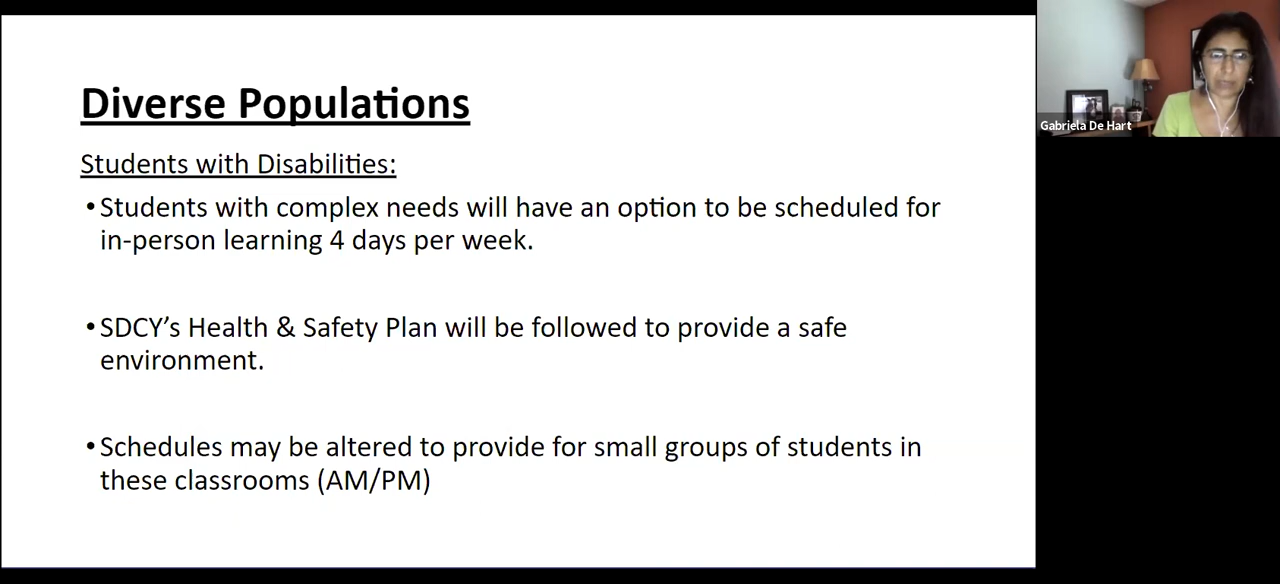 Diverse Populations
Students with Disabilities:
•Students with complex needs will have an option to be scheduled for
in-person learning 4 days per week.
•SDCY’s Health & Safety Plan will be followed to provide a safe
environment.
•Schedules may be altered to provide for small groups of students in
these classrooms (AM/PM)
Gabriela De Hart